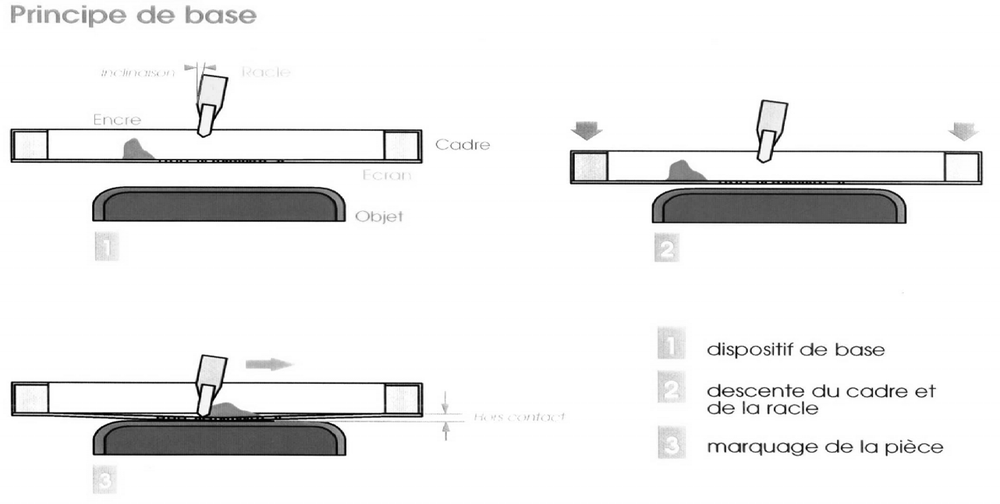 Principe de base
inclinaison
Racle
Encre
Cadre
Ecran
Objet
1
2
Hors contact
3
1 dispositif de base
2 descente du cadre et
de la racle
3 marquage de la pièce